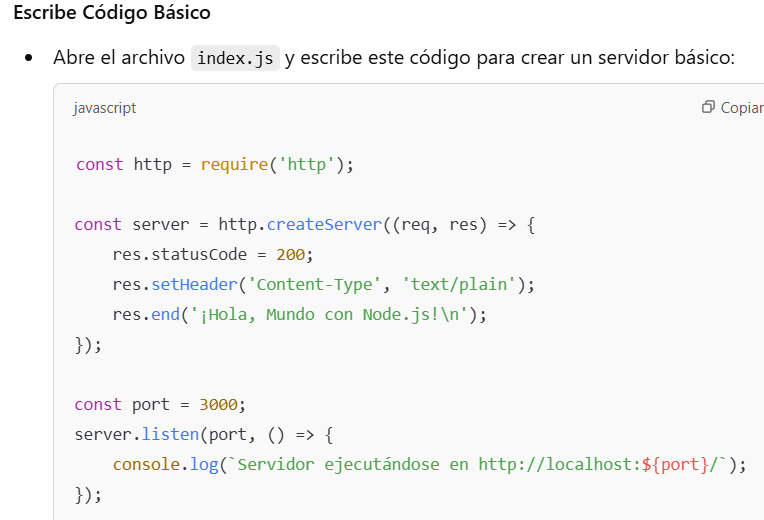 Escribe Código Básico
• Abre el archivo index.js y escribe este código para crear un servidor básico:
javascript
Copiar
const http = require('http');
const server = http.createServer((req, res) => {
    res.statusCode = 200;
    res.setHeader('Content-Type', 'text/plain');
    res.end('¡Hola, Mundo con Node.js!\n');
});
const port = 3000;
server.listen(port, () => {
    console.log(`Servidor ejecutándose en http://localhost:${port}/`);
});